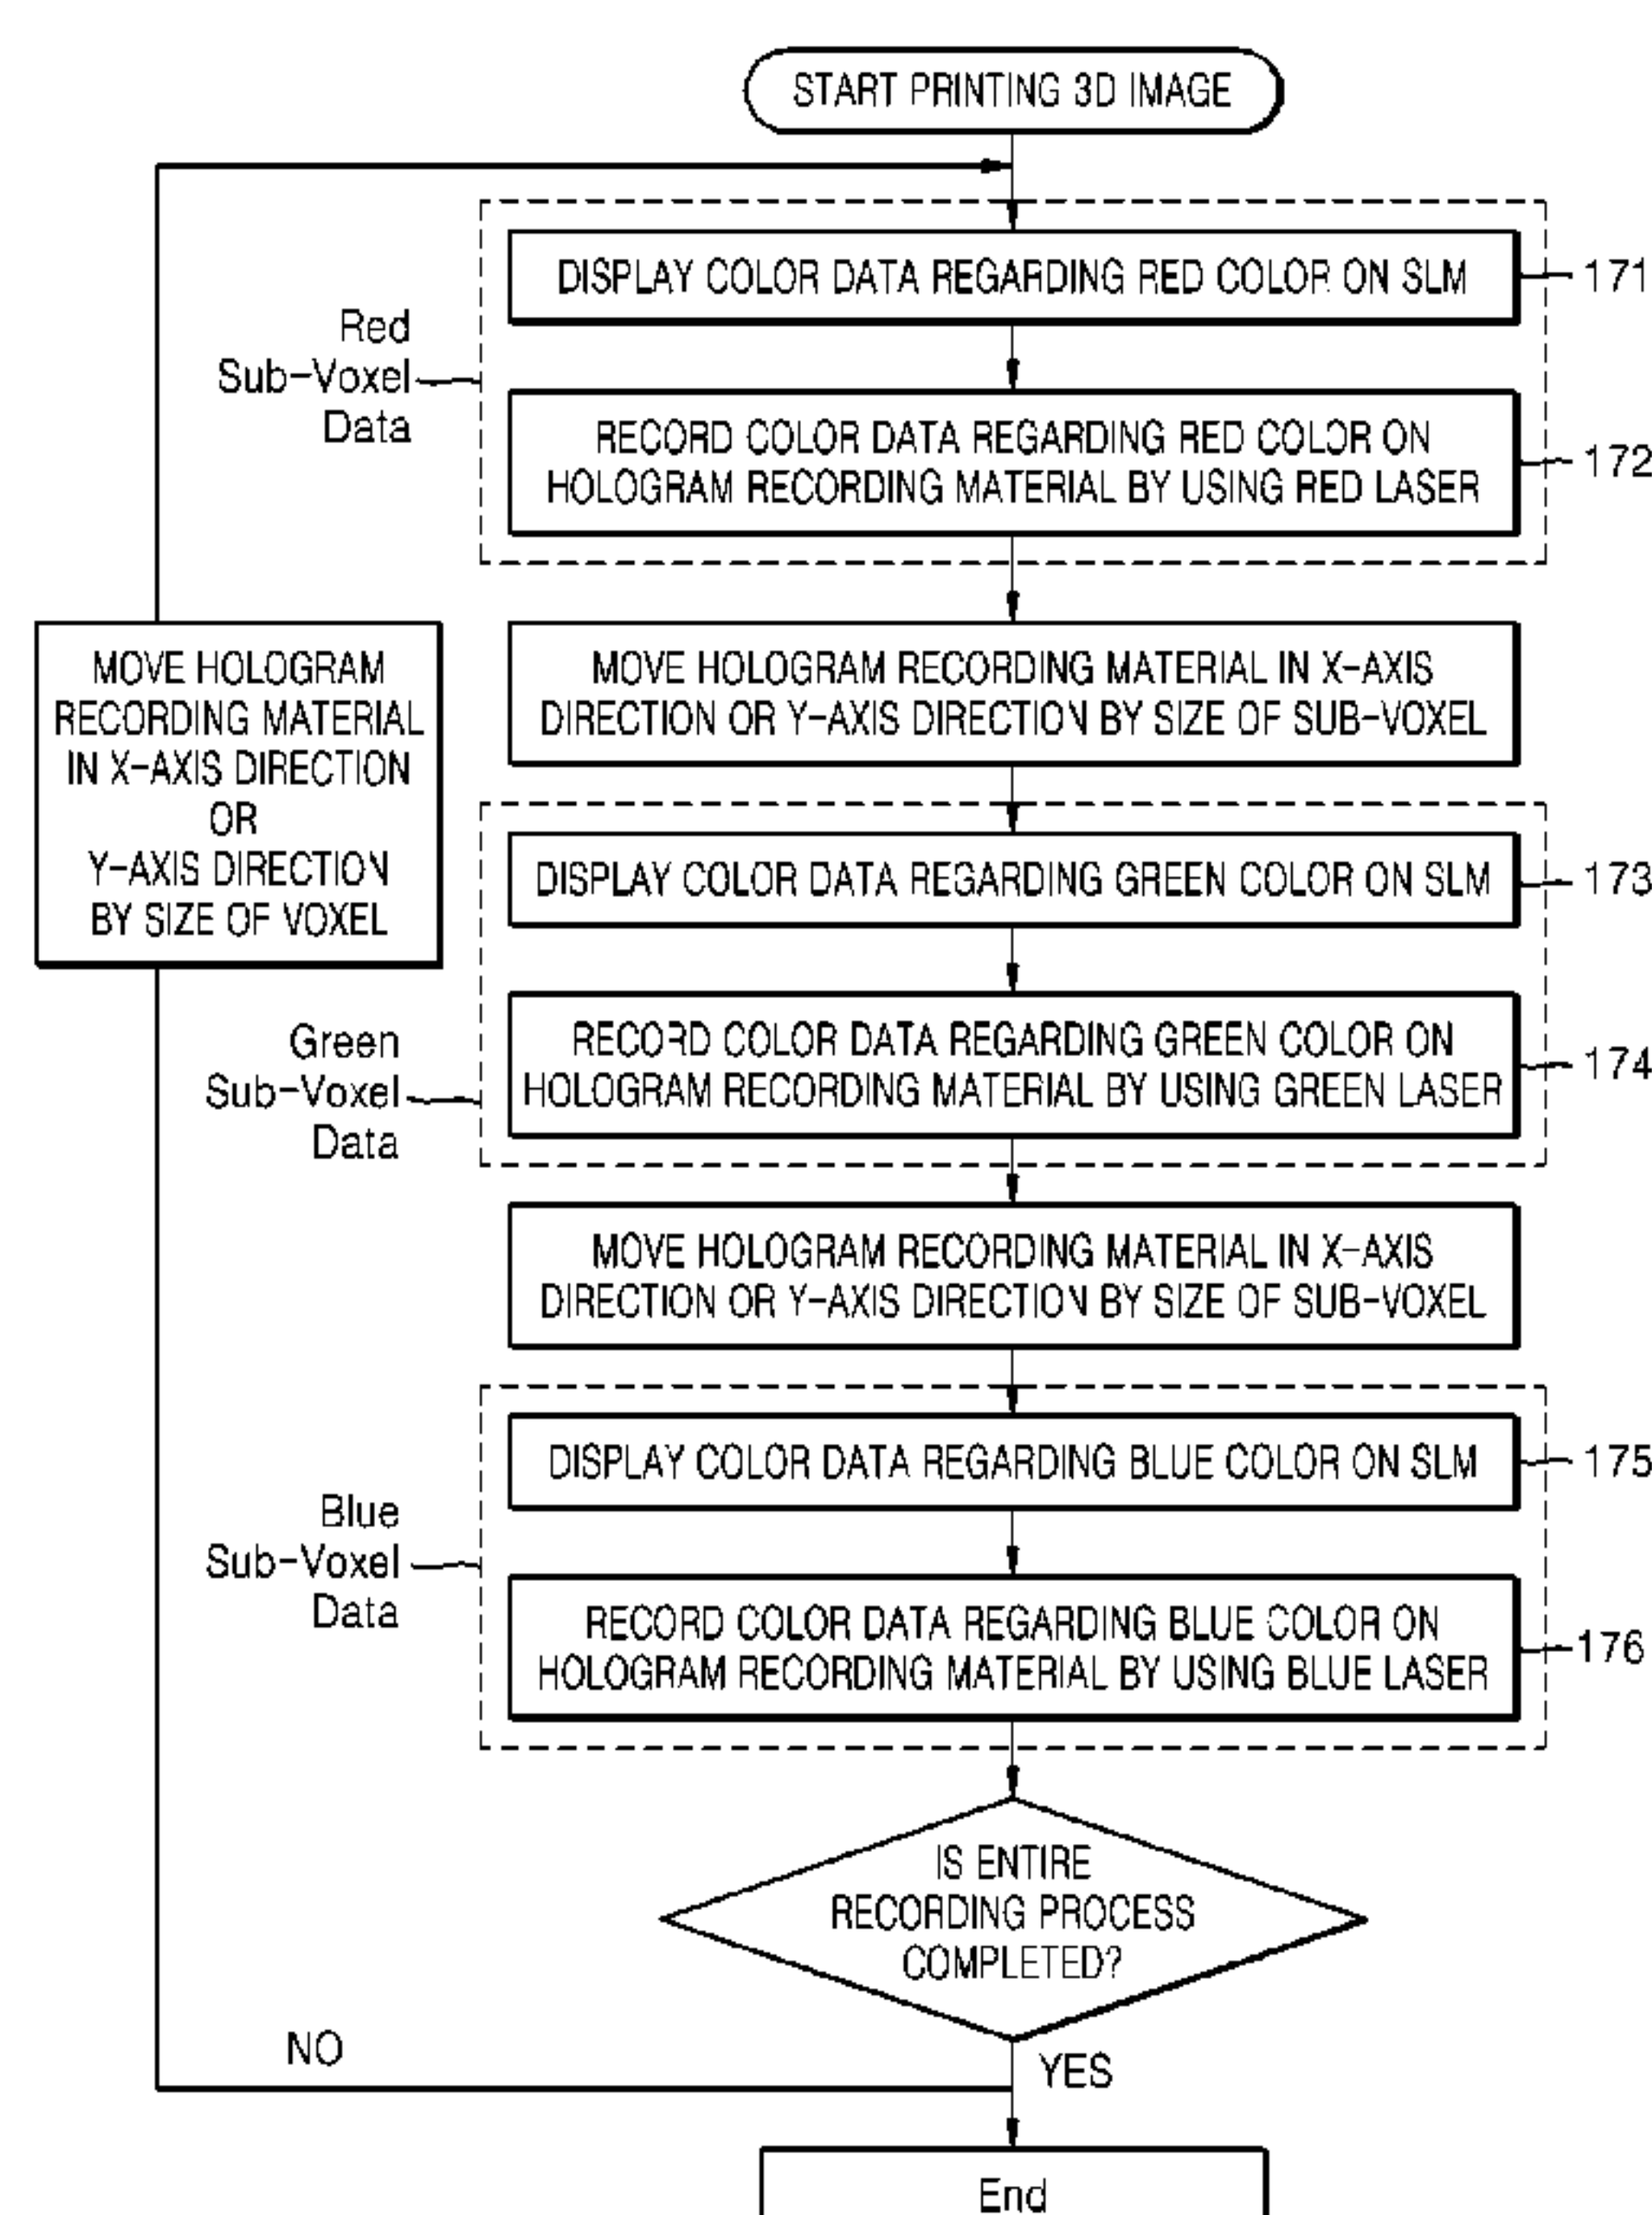 START PRINTING 3D IMAGE
DISPLAY COLOR DATA REGARDING RED COLOR ON SLM
171
Red
Sub-Voxel
Data
RECORD COLOR DATA REGARDING RED COLOR ON
HOLOGRAM RECORDING MATERIAL BY USING RED LASER
172
MOVE HOLOGRAM
RECORDING MATERIAL
IN X-AXIS DIRECTION
OR
Y-AXIS DIRECTION
BY SIZE OF VOXEL
MOVE HOLOGRAM RECORDING MATERIAL IN X-AXIS
DIRECTION OR Y-AXIS DIRECTION BY SIZE OF SUB-VOXEL
DISPLAY COLOR DATA REGARDING GREEN COLOR ON SLM
173
Green
Sub-Voxel
Data
RECORD COLOR DATA REGARDING GREEN COLOR ON
HOLOGRAM RECORDING MATERIAL BY USING GREEN LASER
174
MOVE HOLOGRAM RECORDING MATERIAL IN X-AXIS
DIRECTION OR Y-AXIS DIRECTION BY SIZE OF SUB-VOXEL
DISPLAY COLOR DATA REGARDING BLUE COLOR ON SLM
175
Blue
Sub-Voxel
Data
RECORD COLOR DATA REGARDING BLUE COLOR ON
HOLOGRAM RECORDING MATERIAL BY USING BLUE LASER
176
IS ENTIRE
RECORDING PROCESS
COMPLETED?
NO
YES
End